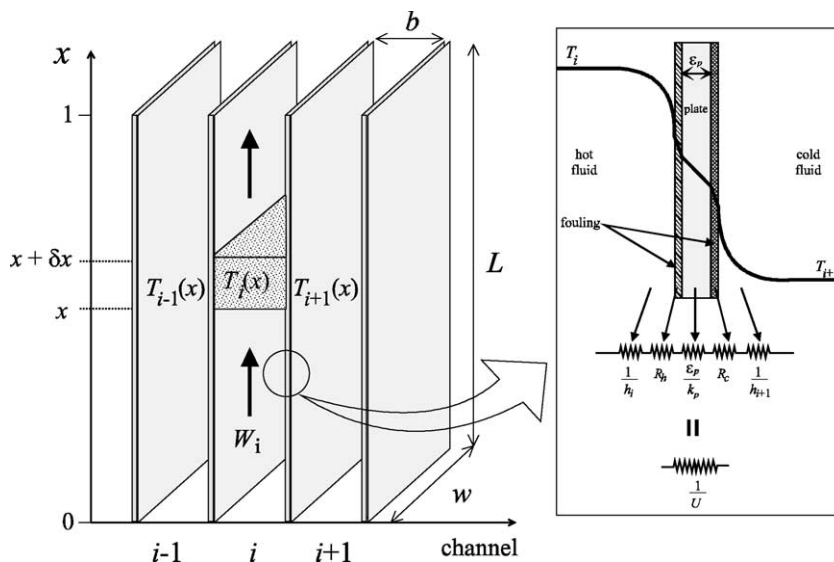 x
b
1
x + δx
T_{i-1}(x)
T_i(x)
T_{i+1}(x)
L
x
W_i
w
0
i-1
i
i+1
channel
T_i
ε_p
plate
hot
fluid
cold
fluid
fouling
T_{i+
1/h_i
R_h
ε_p/k_p
R_c
1/h_{i+1}
=
1/U